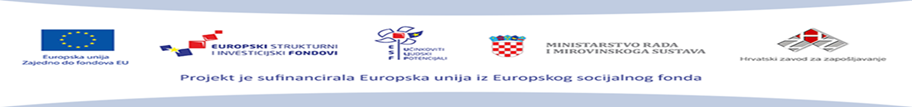 Europska unija
Zajedno do fondova EU
EUROPSKI STRUKTURNI
I INVESTICIJSKI FONDOVI
ESF
UČINKOVITI
LJUDSKI
POTENCIJALI
MINISTARSTVO RADA
I MIROVINSKOGA SUSTAVA
Hrvatski zavod za zapošljavanje
Projekt je sufinancirala Europska unija iz Europskog socijalnog fonda